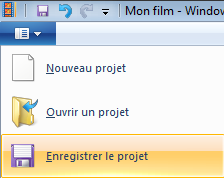 Mon film - Window
Nouveau projet
Ouvrir un projet
Enregistrer le projet